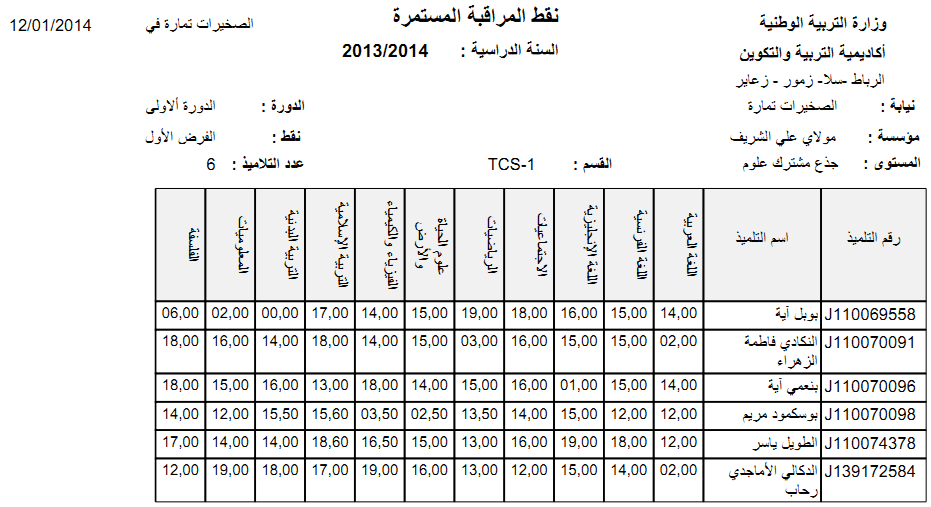 وزارة التربية الوطنية
أكاديمية التربية والتكوين
الرباط -سلا- زمور - زعاير
نقط المراقبة المستمرة
السنة الدراسية : 2013/2014
الصخيرات تمارة في 12/01/2014
نيابة : الصخيرات تمارة
الدورة : الدورة ألاولى
مؤسسة : مولاي علي الشريف
نقط : الفرض الأول
المستوى : جذع مشترك علوم
القسم : TCS-1
عدد التلاميذ : 6
رقم التلميذ اسم التلميذ اللغة العربية اللغة الفرنسية اللغة الإنجليزية الاجتماعيات الرياضيات علوم الحياة والأرض الفيزياء والكيمياء التربية الإسلامية التربية البدنية المعلوميات الفلسفة
J110069558 بوبل آية 14,00 15,00 16,00 18,00 19,00 15,00 14,00 17,00 00,00 02,00 06,00
J110070091 النكادي فاطمة الزهراء 02,00 15,00 15,00 16,00 03,00 15,00 14,00 18,00 14,00 16,00 18,00
J110070096 بنعمي آية 14,00 15,00 01,00 16,00 15,00 14,00 18,00 13,00 16,00 15,00 18,00
J110070098 بوسكمود مريم 12,00 12,00 15,00 14,00 13,50 02,50 03,50 15,60 15,50 12,00 14,00
J110074378 الطويل ياسر 12,00 18,00 19,00 16,00 13,00 15,00 16,50 18,60 14,00 14,00 17,00
J139172584 الدكالي الأماجدي رحاب 02,00 14,00 15,00 12,00 13,00 16,00 19,00 17,00 18,00 19,00 12,00